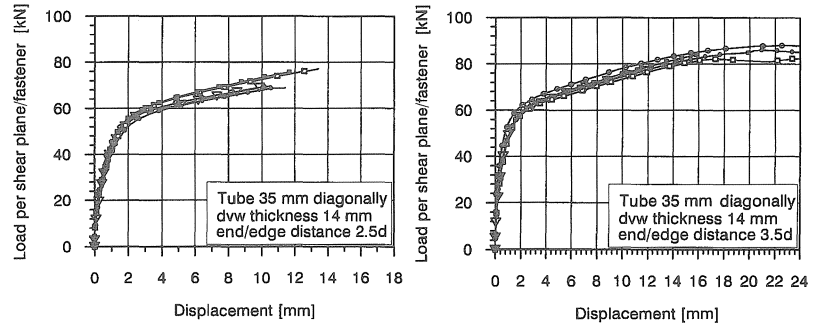 Load per shear plane/fastener [kN]
100
80
60
40
20
0
Tube 35 mm diagonally
dvw thickness 14 mm
end/edge distance 2.5d
0 2 4 6 8 10 12 14 16 18
Displacement [mm]
Load per shear plane/fastener [kN]
100
80
60
40
20
0
Tube 35 mm diagonally
dvw thickness 14 mm
end/edge distance 3.5d
0 2 4 6 8 10 12 14 16 18 20 22 24
Displacement [mm]